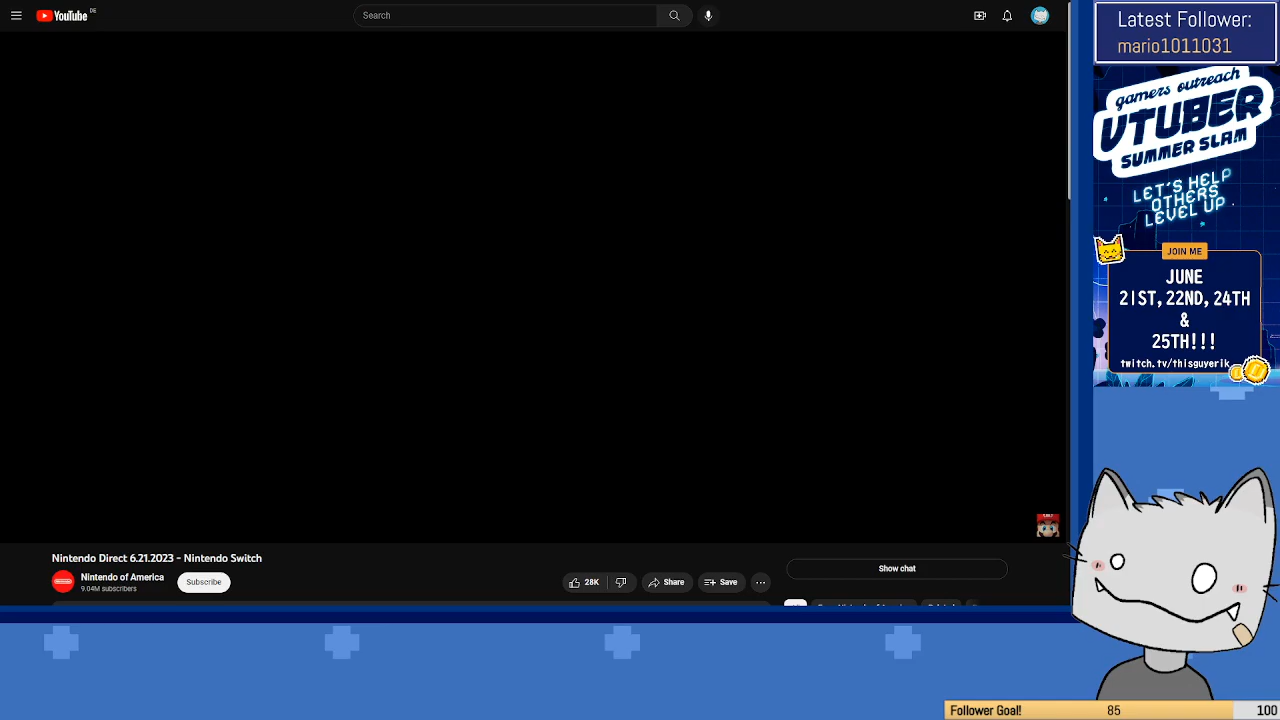 YouTube DE
Search
Nintendo Direct 6.21.2023 - Nintendo Switch
Nintendo of America
9.04M subscribers
Subscribe
28K
Share
Save
Show chat
Latest Follower:
mario1011031
gamers outreach
VTUBER
SUMMER SLAM
LET'S HELP
OTHERS
LEVEL UP
JOIN ME
JUNE
21ST, 22ND, 24TH
&
25TH!!!
twitch.tv/thisguyerik
Follower Goal!
85
100